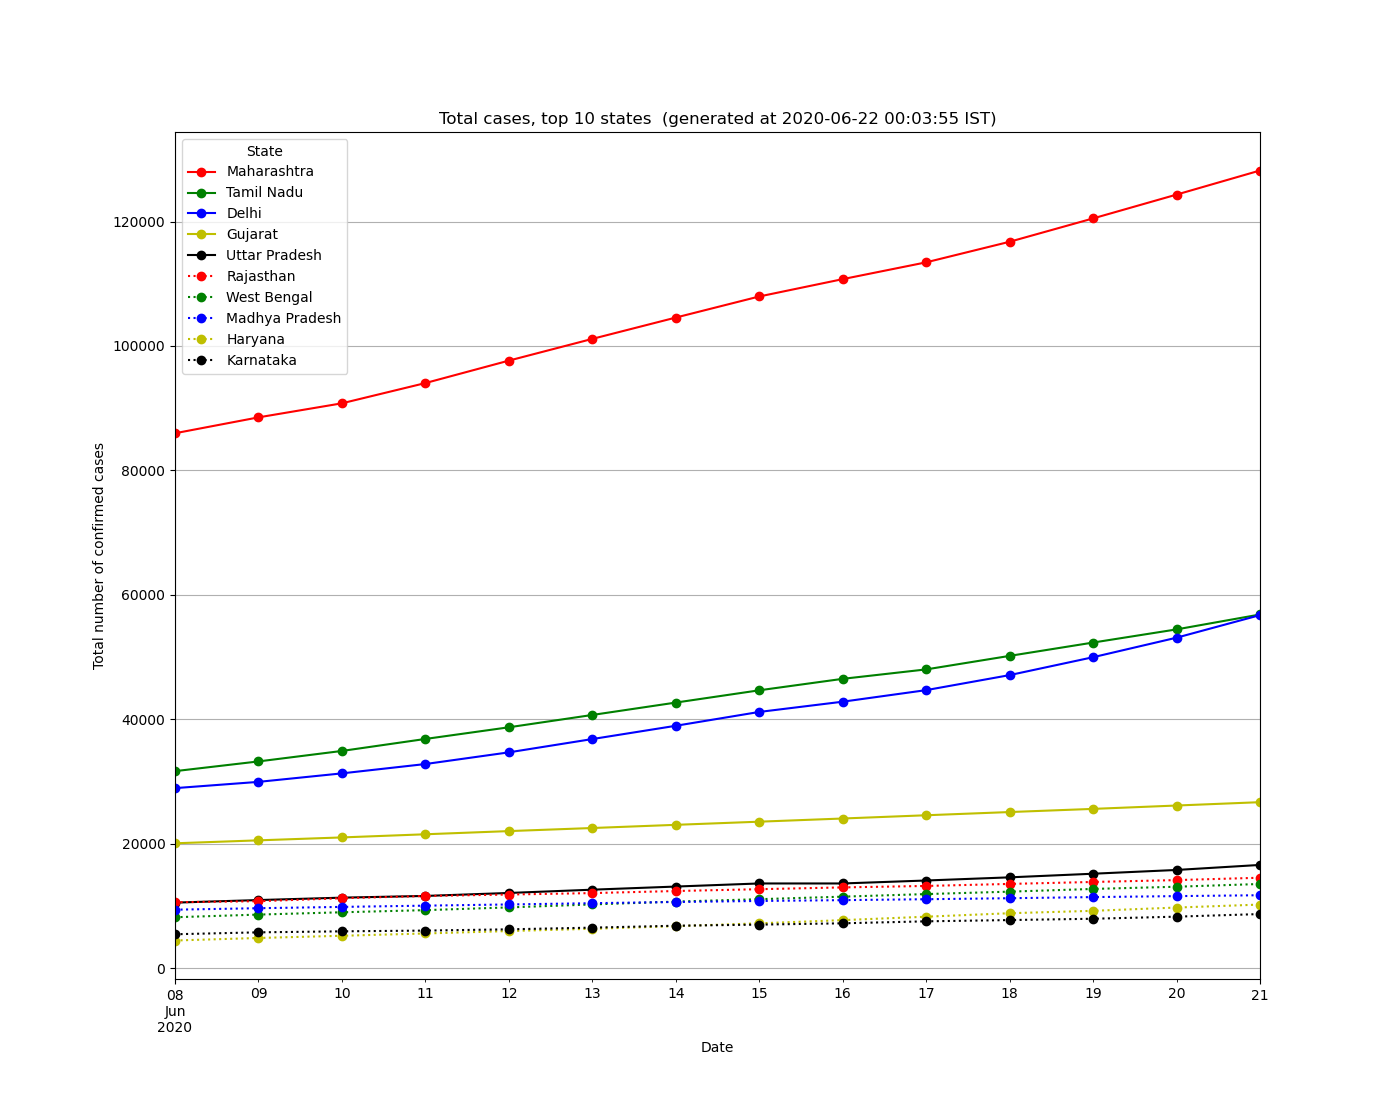 Total cases, top 10 states  (generated at 2020-06-22 00:03:55 IST)
State
Maharashtra
Tamil Nadu
Delhi
Gujarat
Uttar Pradesh
Rajasthan
West Bengal
Madhya Pradesh
Haryana
Karnataka
Total number of confirmed cases
120000
100000
80000
60000
40000
20000
0
08 09 10 11 12 13 14 15 16 17 18 19 20 21
Jun
2020
Date